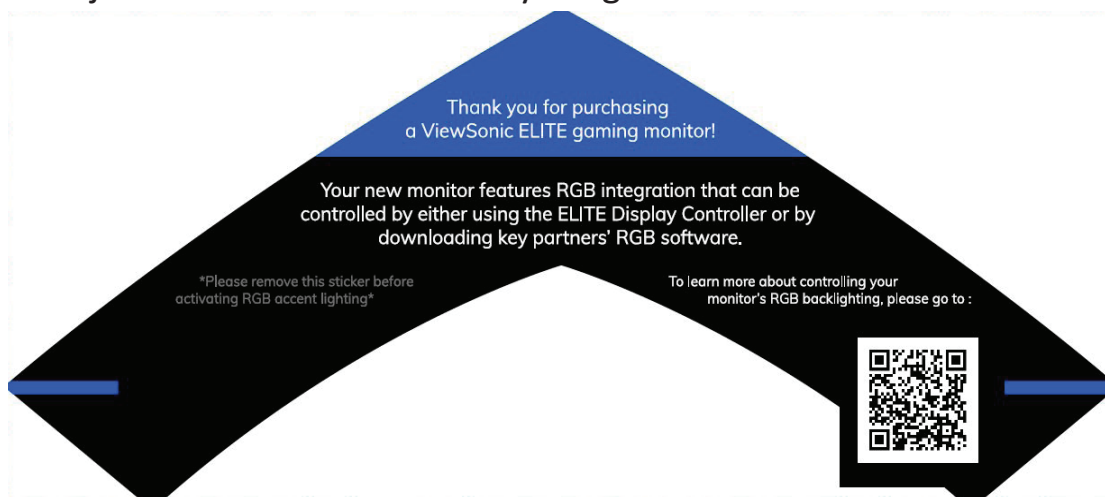 Thank you for purchasing
a ViewSonic ELITE gaming monitor!
Your new monitor features RGB integration that can be
controlled by either using the ELITE Display Controller or by
downloading key partners' RGB software.
*Please remove this sticker before
activating RGB accent lighting*
To learn more about controlling your
monitor's RGB backlighting, please go to :